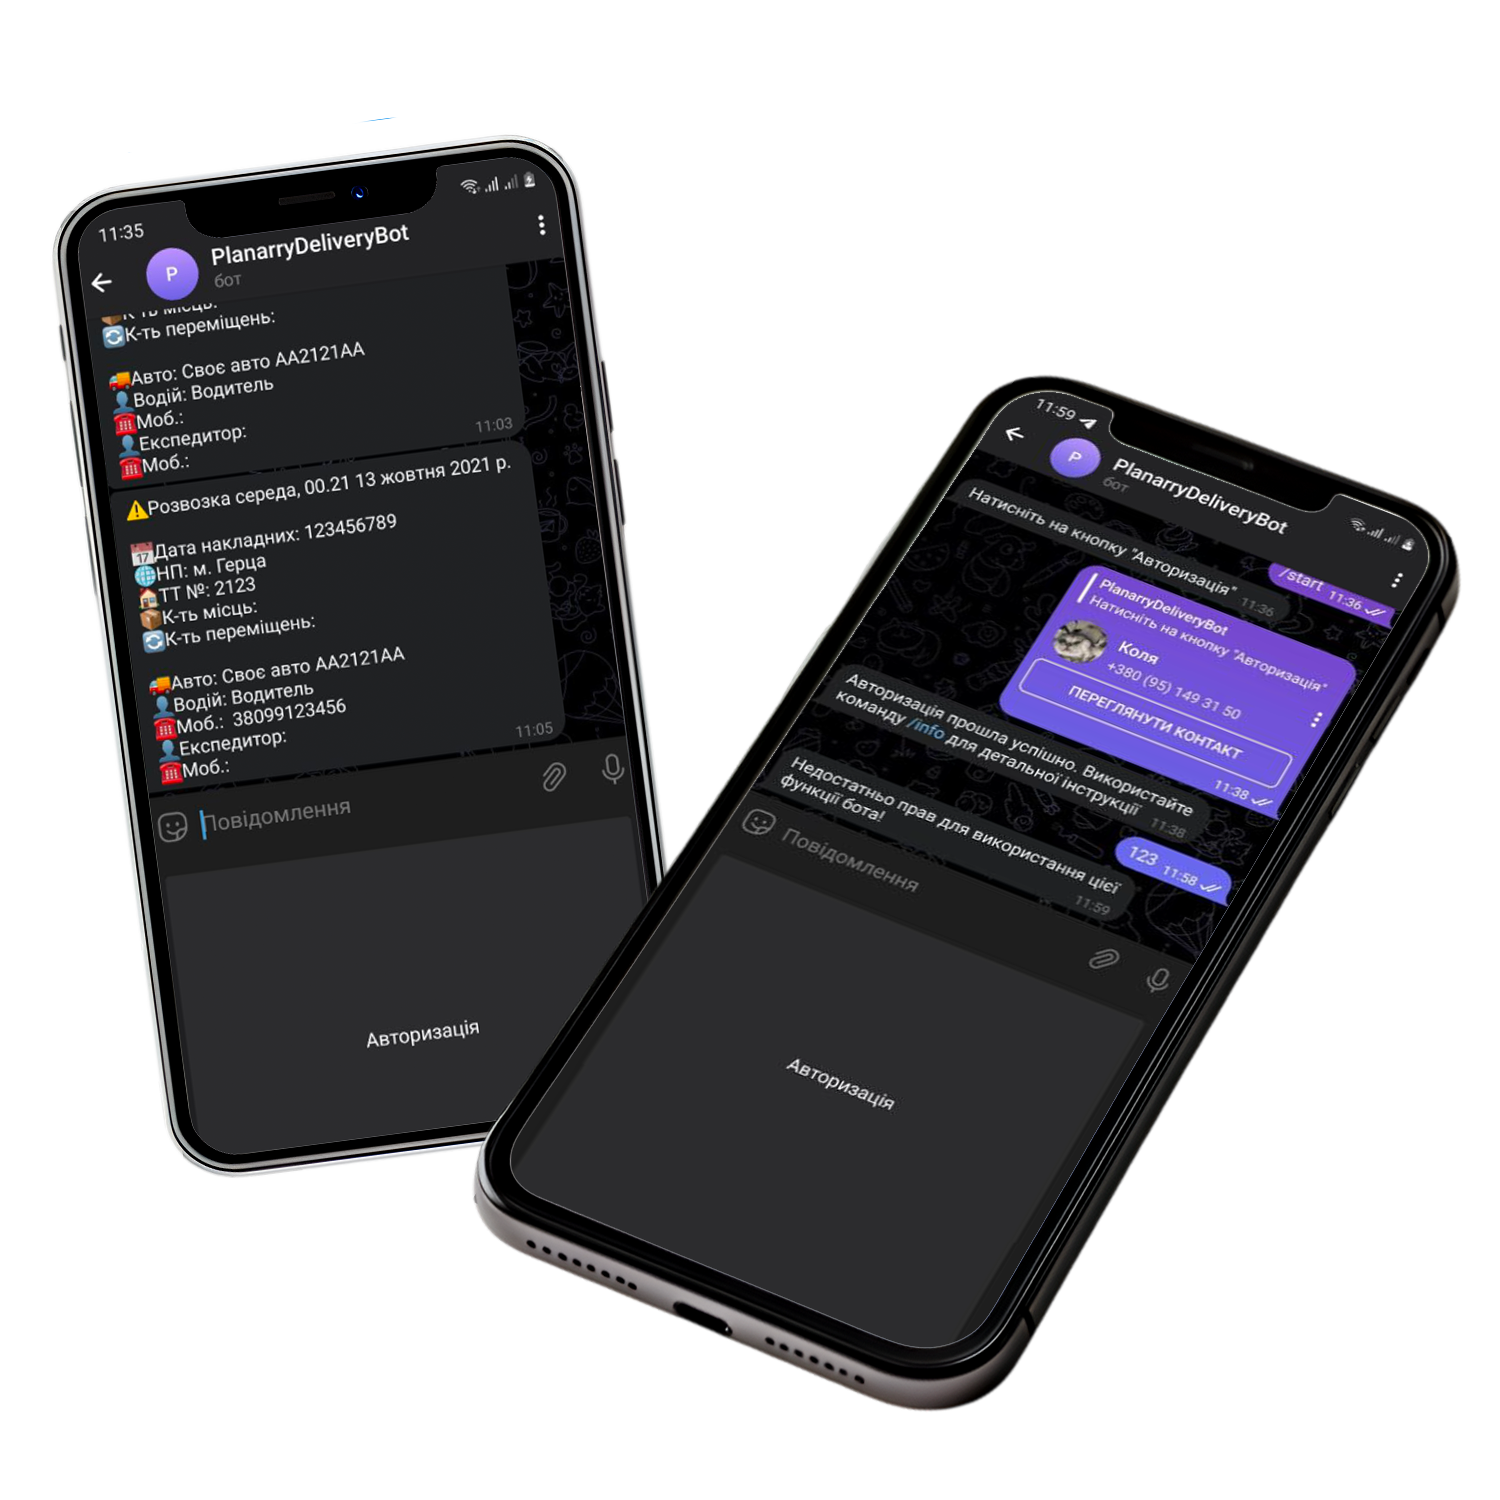 11:35
PlanarryDeliveryBot
бот
К-ть місць:
К-ть переміщень:
Авто: Своє авто АА2121АА
Водій: Водитель
Моб.:
Експедитор:
Моб.:
11:03
Розвозка середа, 00.21 13 жовтня 2021 р.
Дата накладних: 123456789
НП: м. Герца
ТТ №: 2123
К-ть місць:
К-ть переміщень:
Авто: Своє авто АА2121АА
Водій: Водитель
Моб.: 38099123456
Експедитор:
Моб.:
11:05
Повідомлення
Авторизація
11:59
P
PlanarryDeliveryBot
бот
/start 11:36
Натисніть на кнопку "Авторизація" 11:36
PlanarryDeliveryBot
Натисніть на кнопку "Авторизація"
Коля
+380 (95) 149 31 50
ПЕРЕГЛЯНУТИ КОНТАКТ
11:38
Авторизація прошла успішно. Використайте
команду /info для детальної інструкції
11:38
123 11:58
Недостатньо прав для використання цієї
функції бота!
11:59
Повідомлення
Авторизація